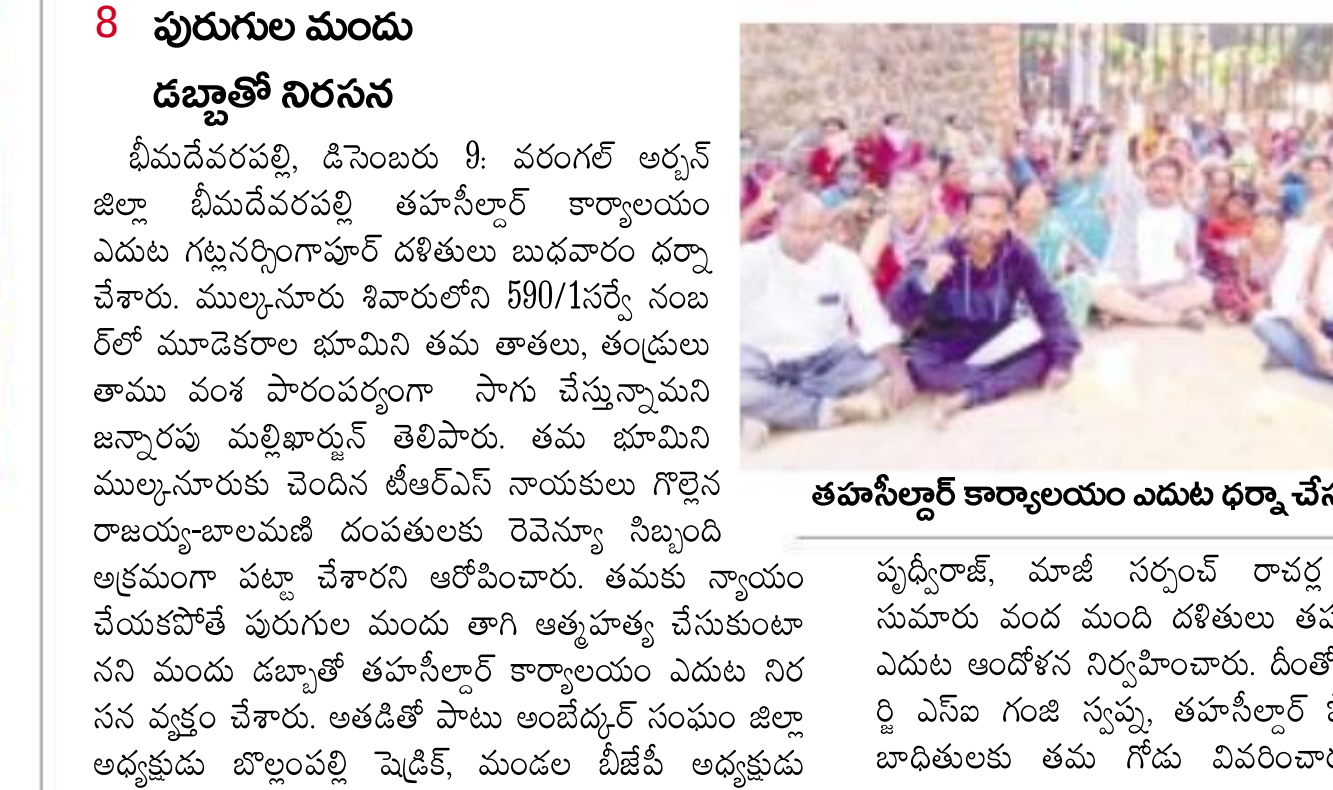 8 పురుగుల మందు
డబ్బాతో నిరసన
భీమదేవరపల్లి, డిసెంబరు 9: వరంగల్ అర్బన్
జిల్లా భీమదేవరపల్లి తహసీల్దార్ కార్యాలయం
ఎదుట గట్లనర్సింగాపూర్ దళితులు బుధవారం ధర్నా
చేశారు. ముల్కనూరు శివారులోని 590/1సర్వే నంబ
ర్‌లో మూడెకరాల భూమిని తమ తాతలు, తండ్రులు
తాము వంశ పారంపర్యంగా సాగు చేస్తున్నామని
జన్నారపు మల్లిఖార్జున్ తెలిపారు. తమ భూమిని
ముల్కనూరుకు చెందిన టీఆర్‌ఎస్ నాయకులు గొల్లెన
రాజయ్య-బాలమణి దంపతులకు రెవెన్యూ సిబ్బంది
అక్రమంగా పట్టా చేశారని ఆరోపించారు. తమకు న్యాయం
చేయకపోతే పురుగుల మందు తాగి ఆత్మహత్య చేసుకుంటా
నని మందు డబ్బాతో తహసీల్దార్ కార్యాలయం ఎదుట నిర
సన వ్యక్తం చేశారు. అతడితో పాటు అంబేద్కర్ సంఘం జిల్లా
అధ్యక్షుడు బొల్లంపల్లి షెడ్రిక్, మండల బీజేపీ అధ్యక్షుడు
తహసీల్దార్ కార్యాలయం ఎదుట ధర్నా
పృధ్వీరాజ్, మాజీ సర్పంచ్ రాచర్ల
సుమారు వంద మంది దళితులు
ఎదుట ఆందోళన నిర్వహించారు. దీంతో
ర్జి ఎస్ఐ గంజి స్వప్న, తహసీల్దార్
బాధితులకు తమ గోడు